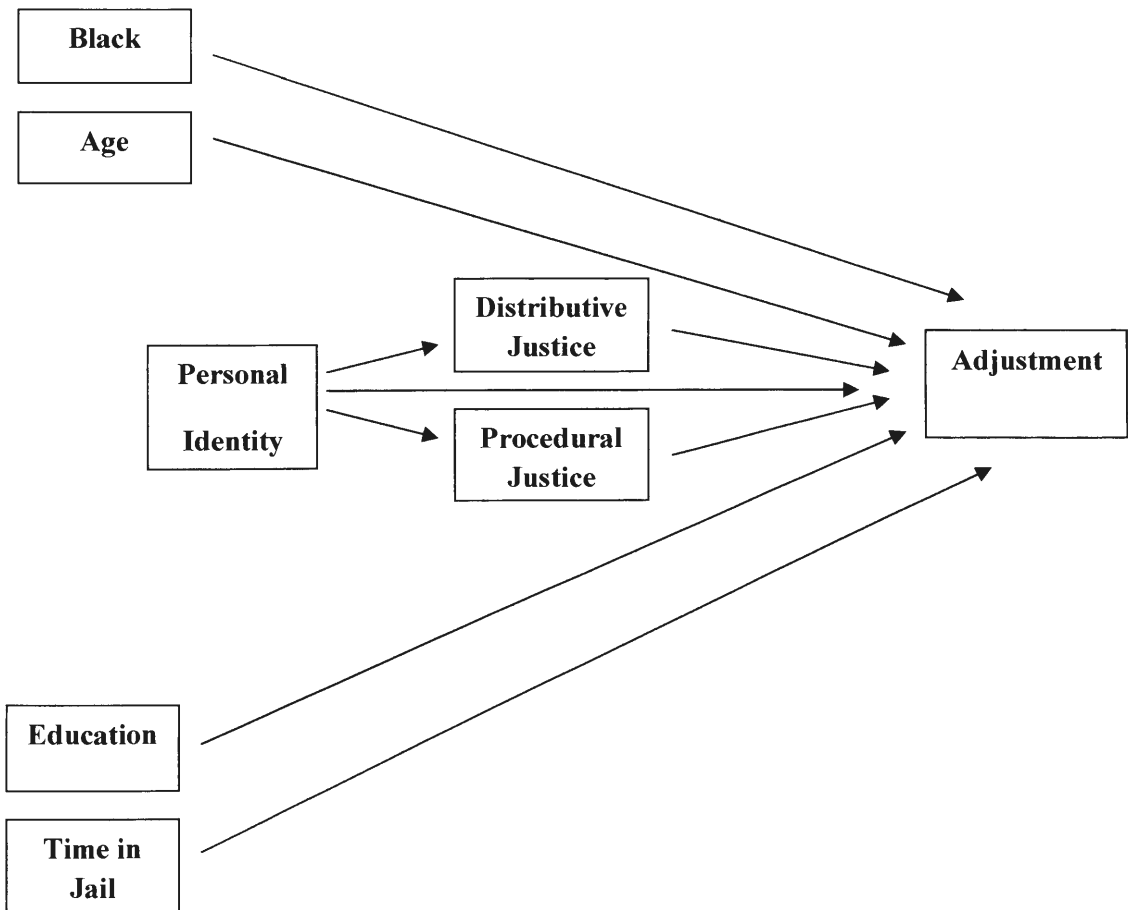 Black
Age
Distributive
Justice
Personal
Identity
Adjustment
Procedural
Justice
Education
Time in
Jail